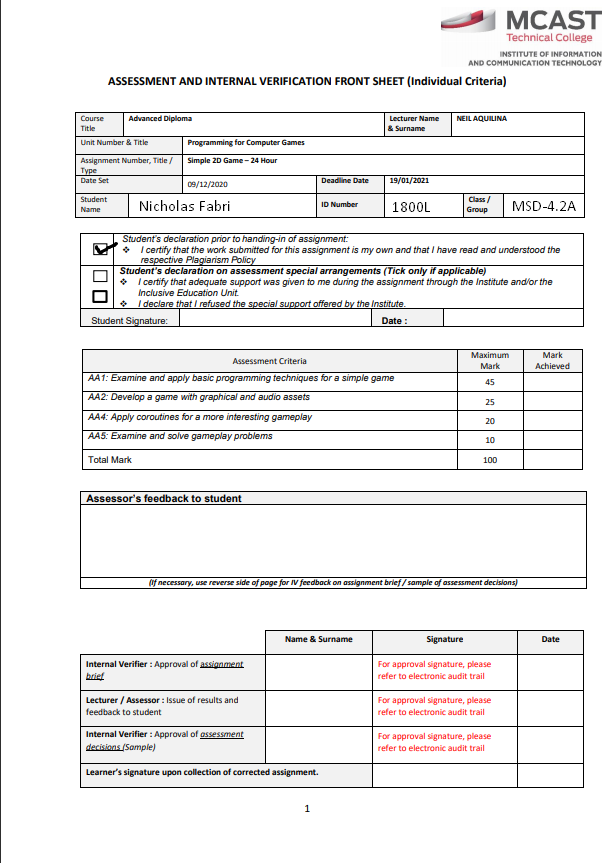 MCAST
Technical College
INSTITUTE OF INFORMATION
AND COMMUNICATION TECHNOLOGY
ASSESSMENT AND INTERNAL VERIFICATION FRONT SHEET (Individual Criteria)
Course Title Advanced Diploma Lecturer Name & Surname NEIL AQUILINA
Unit Number & Title Programming for Computer Games
Assignment Number, Title / Type Simple 2D Game – 24 Hour
Date Set 09/12/2020 Deadline Date 19/01/2021
Student Name Nicholas Fabri ID Number 1800L Class / Group MSD-4.2A
Student's declaration prior to handing-in of assignment:
❖ I certify that the work submitted for this assignment is my own and that I have read and understood the
respective Plagiarism Policy
Student's declaration on assessment special arrangements (Tick only if applicable)
❖ I certify that adequate support was given to me during the assignment through the Institute and/or the
Inclusive Education Unit.
❖ I declare that I refused the special support offered by the Institute.
Student Signature: Date :
Assessment Criteria Maximum Mark Mark Achieved
AA1: Examine and apply basic programming techniques for a simple game 45
AA2: Develop a game with graphical and audio assets 25
AA4: Apply coroutines for a more interesting gameplay 20
AA5: Examine and solve gameplay problems 10
Total Mark 100
Assessor's feedback to student
(If necessary, use reverse side of page for IV feedback on assignment brief / sample of assessment decisions)
Name & Surname Signature Date
Internal Verifier : Approval of assignment brief For approval signature, please refer to electronic audit trail
Lecturer / Assessor : Issue of results and feedback to student For approval signature, please refer to electronic audit trail
Internal Verifier : Approval of assessment decisions (Sample) For approval signature, please refer to electronic audit trail
Learner's signature upon collection of corrected assignment.
1